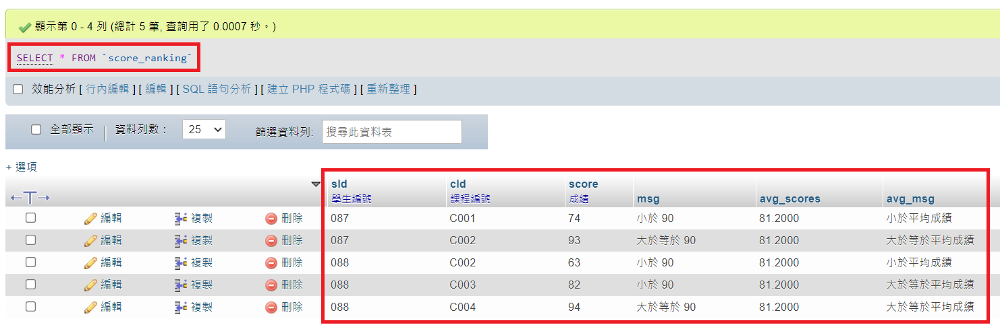 顯示第 0 - 4 列 (總計 5 筆, 查詢用了 0.0007 秒。)
SELECT * FROM `score_ranking`
效能分析 [ 行內編輯 ] [ 編輯 ] [ SQL 語句分析 ] [ 建立 PHP 程式碼 ] [ 重新整理 ]
全部顯示 | 資料列數： 25 篩選資料列: 搜尋此資料表
+ 選項
←T→ sId 學生編號 cId 課程編號 score 成績 msg avg_scores avg_msg
編輯 複製 刪除 087 C001 74 小於 90 81.2000 小於平均成績
編輯 複製 刪除 087 C002 93 大於等於 90 81.2000 大於等於平均成績
編輯 複製 刪除 088 C002 63 小於 90 81.2000 小於平均成績
編輯 複製 刪除 088 C003 82 小於 90 81.2000 大於等於平均成績
編輯 複製 刪除 088 C004 94 大於等於 90 81.2000 大於等於平均成績